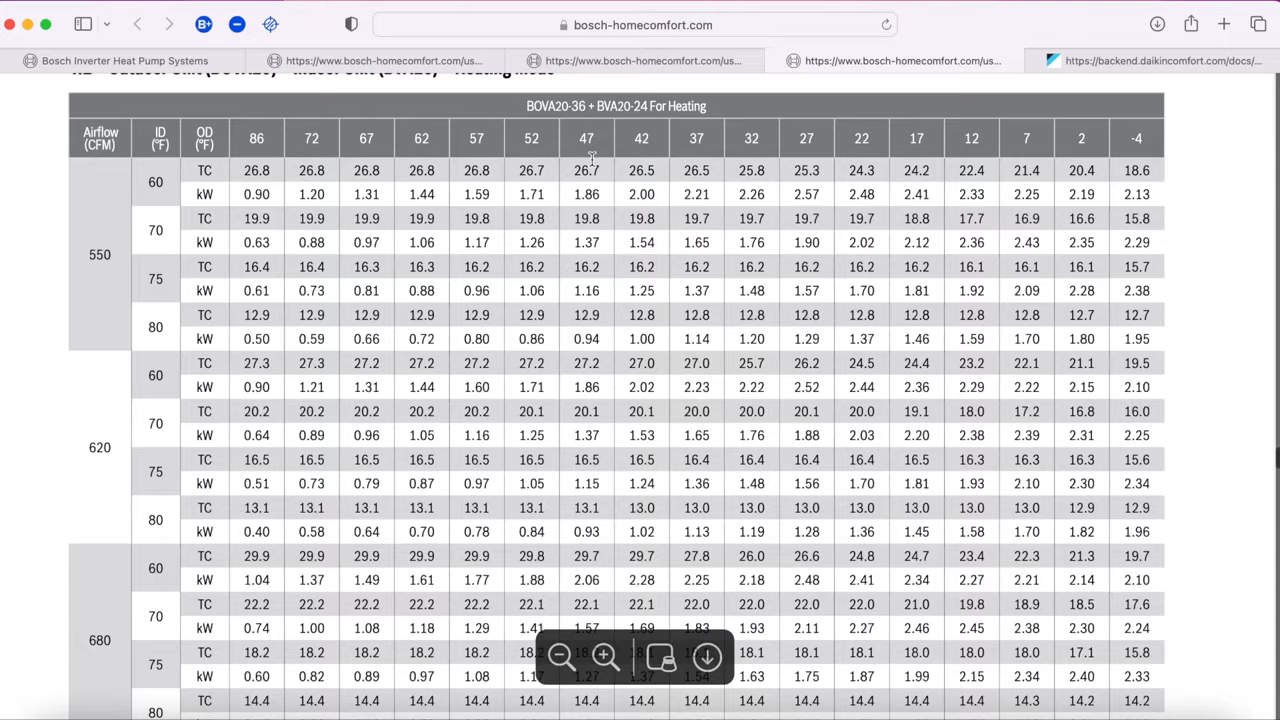 B+
bosch-homecomfort.com
Bosch Inverter Heat Pump Systems
https://www.bosch-homecomfort.com/us...
https://www.bosch-homecomfort.com/us...
https://www.bosch-homecomfort.com/us...
https://backend.daikincomfort.com/docs/...
BOVA20-36 + BVA20-24 For Heating
Airflow (CFM) ID (°F) OD (°F) 86 72 67 62 57 52 47 42 37 32 27 22 17 12 7 2 -4
550 60 TC 26.8 26.8 26.8 26.8 26.8 26.7 26.7 26.5 26.5 25.8 25.3 24.3 24.2 22.4 21.4 20.4 18.6
kW 0.90 1.20 1.31 1.44 1.59 1.71 1.86 2.00 2.21 2.26 2.57 2.48 2.41 2.33 2.25 2.19 2.13
70 TC 19.9 19.9 19.9 19.9 19.8 19.8 19.8 19.8 19.7 19.7 19.7 19.7 18.8 17.7 16.9 16.6 15.8
kW 0.63 0.88 0.97 1.06 1.17 1.26 1.37 1.54 1.65 1.76 1.90 2.02 2.12 2.36 2.43 2.35 2.29
75 TC 16.4 16.4 16.3 16.3 16.2 16.2 16.2 16.2 16.2 16.2 16.2 16.2 16.2 16.1 16.1 16.1 15.7
kW 0.61 0.73 0.81 0.88 0.96 1.06 1.16 1.25 1.37 1.48 1.57 1.70 1.81 1.92 2.09 2.28 2.38
80 TC 12.9 12.9 12.9 12.9 12.9 12.9 12.9 12.8 12.8 12.8 12.8 12.8 12.8 12.8 12.8 12.7 12.7
kW 0.50 0.59 0.66 0.72 0.80 0.86 0.94 1.00 1.14 1.20 1.29 1.37 1.46 1.59 1.70 1.80 1.95
620 60 TC 27.3 27.3 27.2 27.2 27.2 27.2 27.2 27.0 27.0 25.7 26.2 24.5 24.4 23.2 22.1 21.1 19.5
kW 0.90 1.21 1.31 1.44 1.60 1.71 1.86 2.02 2.23 2.22 2.52 2.44 2.36 2.29 2.22 2.15 2.10
70 TC 20.2 20.2 20.2 20.2 20.2 20.1 20.1 20.1 20.0 20.0 20.1 20.0 19.1 18.0 17.2 16.8 16.0
kW 0.64 0.89 0.96 1.05 1.16 1.25 1.37 1.53 1.65 1.76 1.88 2.03 2.20 2.38 2.39 2.31 2.25
75 TC 16.5 16.5 16.5 16.5 16.5 16.5 16.5 16.5 16.4 16.4 16.4 16.4 16.5 16.3 16.3 16.3 15.6
kW 0.51 0.73 0.79 0.87 0.97 1.05 1.15 1.24 1.36 1.48 1.56 1.70 1.81 1.93 2.10 2.30 2.34
80 TC 13.1 13.1 13.1 13.1 13.1 13.1 13.1 13.0 13.0 13.0 13.0 13.0 13.0 13.0 13.0 12.9 12.9
kW 0.40 0.58 0.64 0.70 0.78 0.84 0.93 1.02 1.13 1.19 1.28 1.36 1.45 1.58 1.70 1.82 1.96
680 60 TC 29.9 29.9 29.9 29.9 29.9 29.8 29.7 29.7 27.8 26.0 26.6 24.8 24.7 23.4 22.3 21.3 19.7
kW 1.04 1.37 1.49 1.61 1.77 1.88 2.06 2.28 2.25 2.18 2.48 2.41 2.34 2.27 2.21 2.14 2.10
70 TC 22.2 22.2 22.2 22.2 22.2 22.1 22.1 22.1 22.0 22.0 22.0 22.0 21.0 19.8 18.9 18.5 17.6
kW 0.74 1.00 1.08 1.18 1.29 1.41 1.57 1.69 1.83 1.93 2.11 2.27 2.46 2.45 2.38 2.30 2.24
75 TC 18.2 18.2 18.2 18.2 18.2 18.1 18.1 18.1 18.0 18.0 18.0 17.1 15.8
kW 0.60 0.82 0.89 0.97 1.08 1.63 1.75 1.87 1.99 2.15 2.34 2.40 2.33
80 TC 14.4 14.4 14.4 14.4 14.4 14.4 14.4 14.4 14.4 14.4 14.4 14.4 14.3 14.3 14.3 14.2 14.2